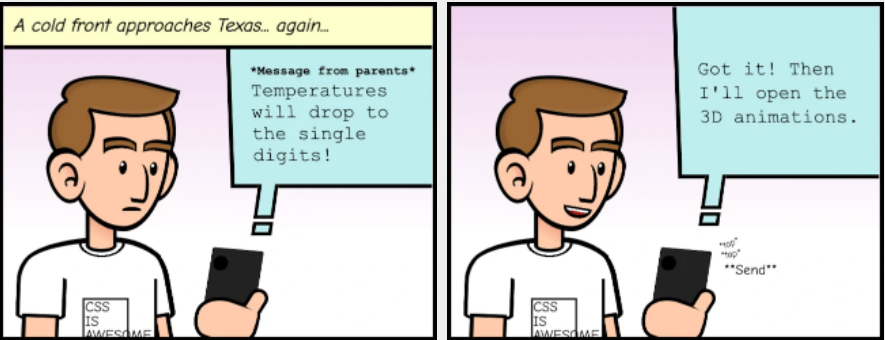 A cold front approaches Texas... again...
*Message from parents*
Temperatures
will drop to
the single
digits!
CSS
IS
AWESOME
Got it! Then
I'll open the
3D animations.
*tap*
**Send**
CSS
IS
AWESOME